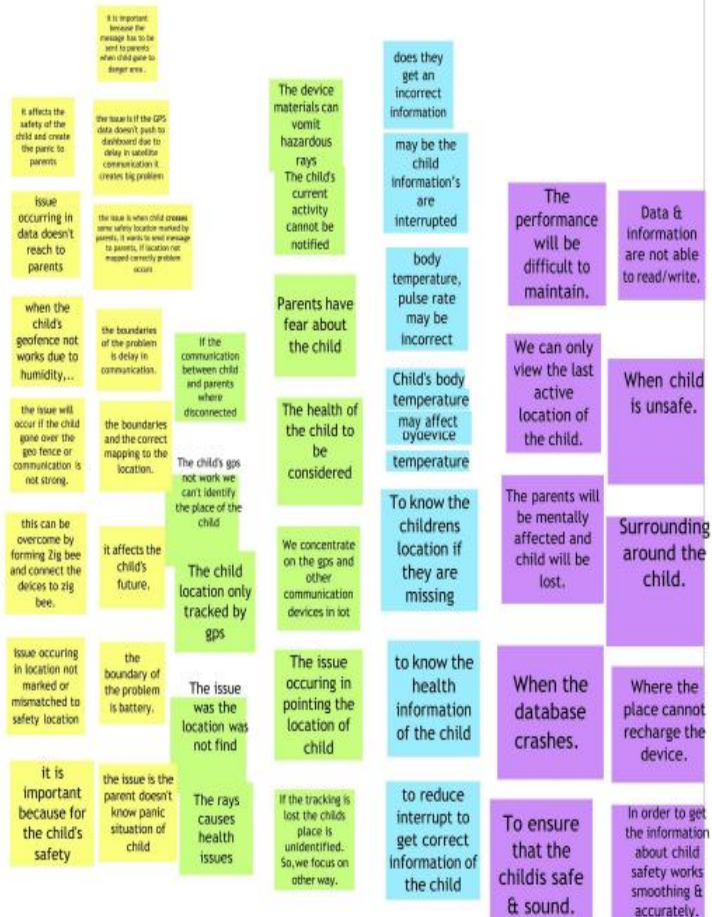 it is important
because the
message has to be
sent to parents
when child gone to
danger area .
it affects the
safety of the
child and create
the panic to
parents
the issue is if the GPS
data doesn't push to
dashboard due to
delay in satellite
communication it
creates big problem
issue
occurring in
data doesn't
reach to
parents
the issue is when child crosses
some safety location marked by
parents, it wants to send message
to parents, if location not
mapped correctly problem
occurs
when the
child's
geofence not
works due to
humidity,..
the boundaries
of the problem
is delay in
communication.
the issue will
occur if the child
gone over the
geo fence or
communication is
not strong.
the boundaries
and the correct
mapping to the
location.
this can be
overcome by
forming Zig bee
and connect the
deices to zig
bee.
it affects the
child's
future.
issue occuring
in location not
marked or
mismatched to
safety location
the
boundary of
the problem
is battery.
it is
important
because for
the child's
safety
the issue is the
parent doesn't
know panic
situation of
child
If the
communication
between child
and parents
where
disconnected
The child's gps
not work we
can't identify
the place of the
child
The child
location only
tracked by
gps
The issue
was the
location was
not find
The rays
causes
health
issues
The device
materials can
vomit
hazardous
rays
The child's
current
activity
cannot be
notified
Parents have
fear about
the child
The health of
the child to
be
considered
We concentrate
on the gps and
other
communication
devices in iot
The issue
occuring in
pointing the
location of
child
If the tracking is
lost the childs
place is
unidentified.
So,we focus on
other way.
does they
get an
incorrect
information
may be the
child
information's
are
interrupted
body
temperature,
pulse rate
may be
incorrect
Child's body
temperature
may affect
bydevice
temperature
To know the
childrens
location if
they are
missing
to know the
health
information
of the child
to reduce
interrupt to
get correct
information of
the child
The
performance
will be
difficult to
maintain.
Data &
information
are not able
to read/write.
We can only
view the last
active
location of
the child.
When child
is unsafe.
The parents will
be mentally
affected and
child will be
lost.
Surrounding
around the
child.
When the
database
crashes.
Where the
place cannot
recharge the
device.
To ensure
that the
childis safe
& sound.
In order to get
the information
about child
safety works
smoothing &
accurately.